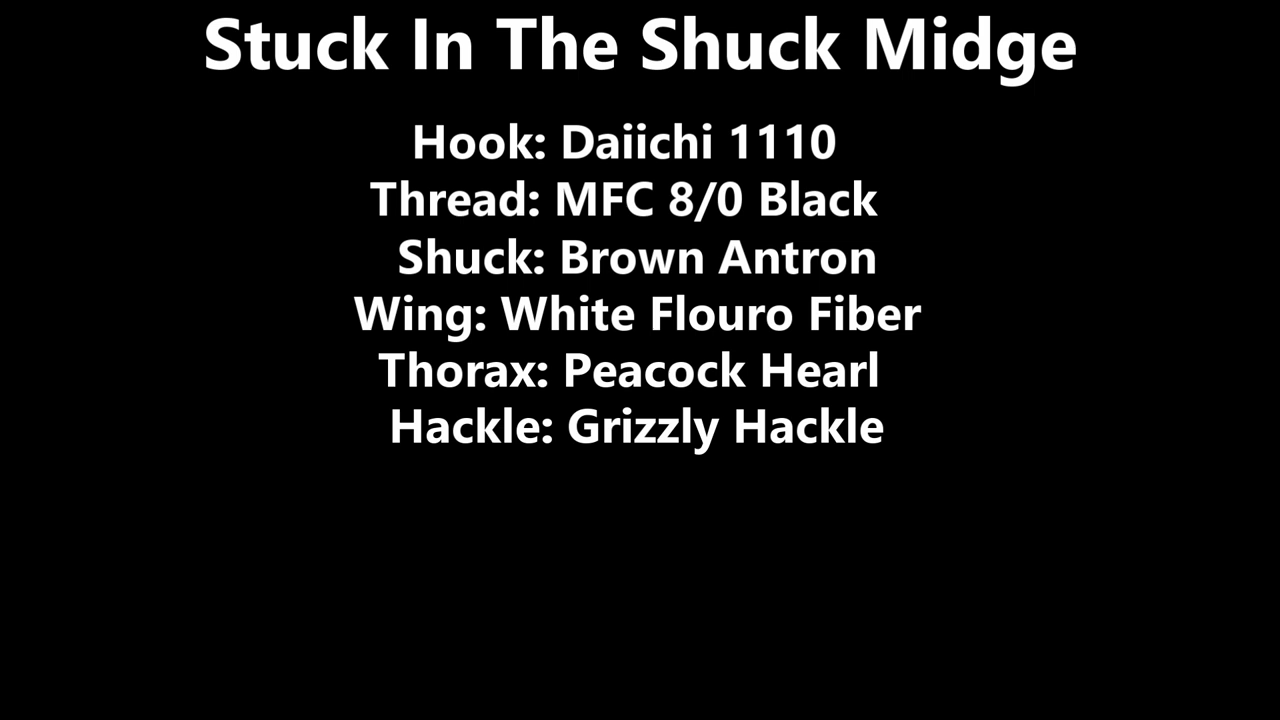 Stuck In The Shuck Midge
Hook: Daiichi 1110
Thread: MFC 8/0 Black
Shuck: Brown Antron
Wing: White Flouro Fiber
Thorax: Peacock Hearl
Hackle: Grizzly Hackle